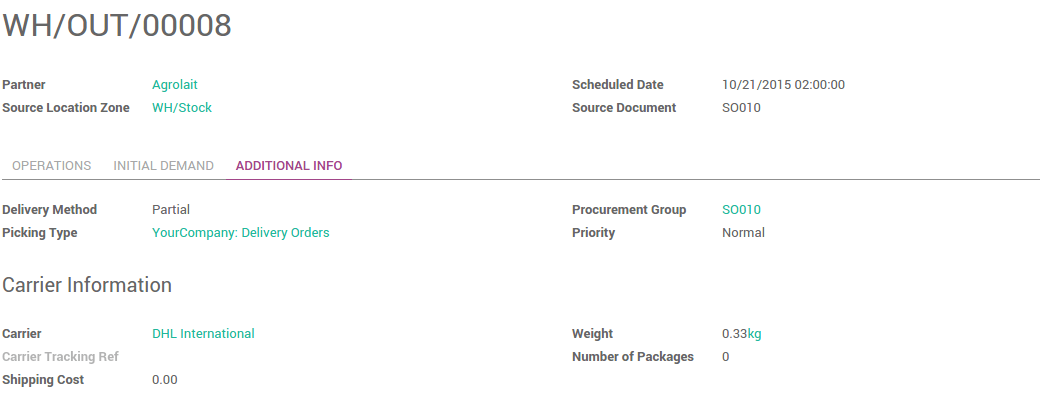 WH/OUT/00008
Partner Agrolait Scheduled Date 10/21/2015 02:00:00
Source Location Zone WH/Stock Source Document SO010
OPERATIONS INITIAL DEMAND ADDITIONAL INFO
Delivery Method Partial Procurement Group SO010
Picking Type YourCompany: Delivery Orders Priority Normal
Carrier Information
Carrier DHL International Weight 0.33kg
Carrier Tracking Ref Number of Packages 0
Shipping Cost 0.00